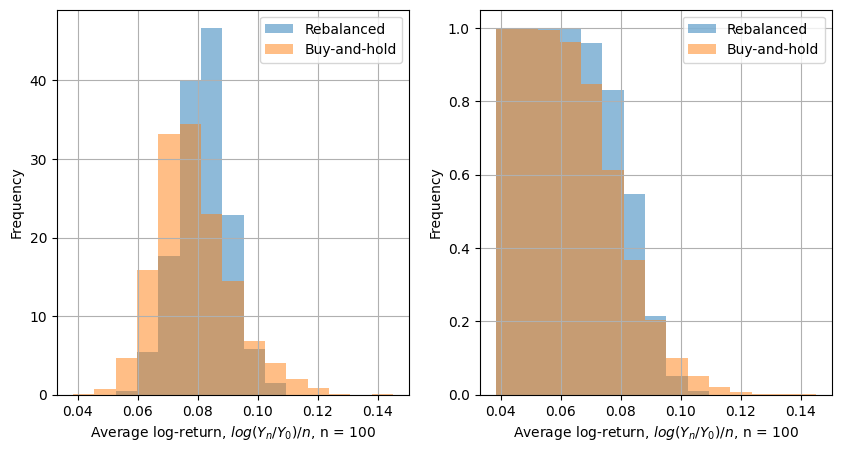 Rebalanced
Buy-and-hold
Frequency
40
30
20
10
0
0.04 0.06 0.08 0.10 0.12 0.14
Average log-return, log(Yₙ/Y₀)/n, n = 100
Rebalanced
Buy-and-hold
Frequency
1.0
0.8
0.6
0.4
0.2
0.0
0.04 0.06 0.08 0.10 0.12 0.14
Average log-return, log(Yₙ/Y₀)/n, n = 100